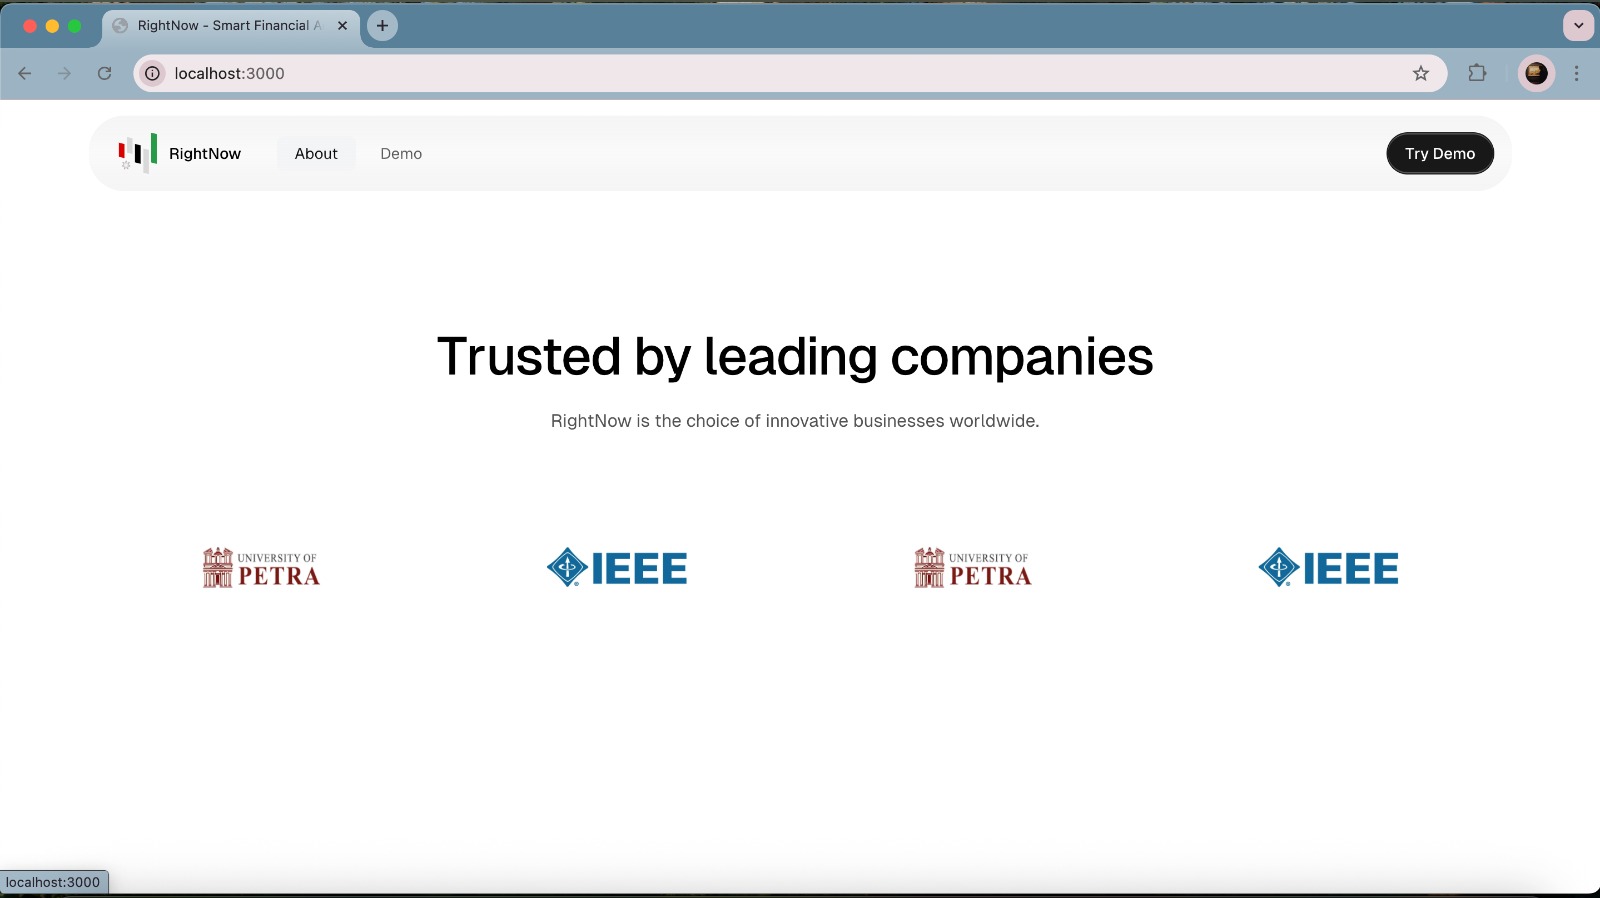 RightNow - Smart Financial
localhost:3000
RightNow
About
Demo
Try Demo
Trusted by leading companies
RightNow is the choice of innovative businesses worldwide.
UNIVERSITY OF
PETRA
IEEE
UNIVERSITY OF
PETRA
IEEE
localhost:3000